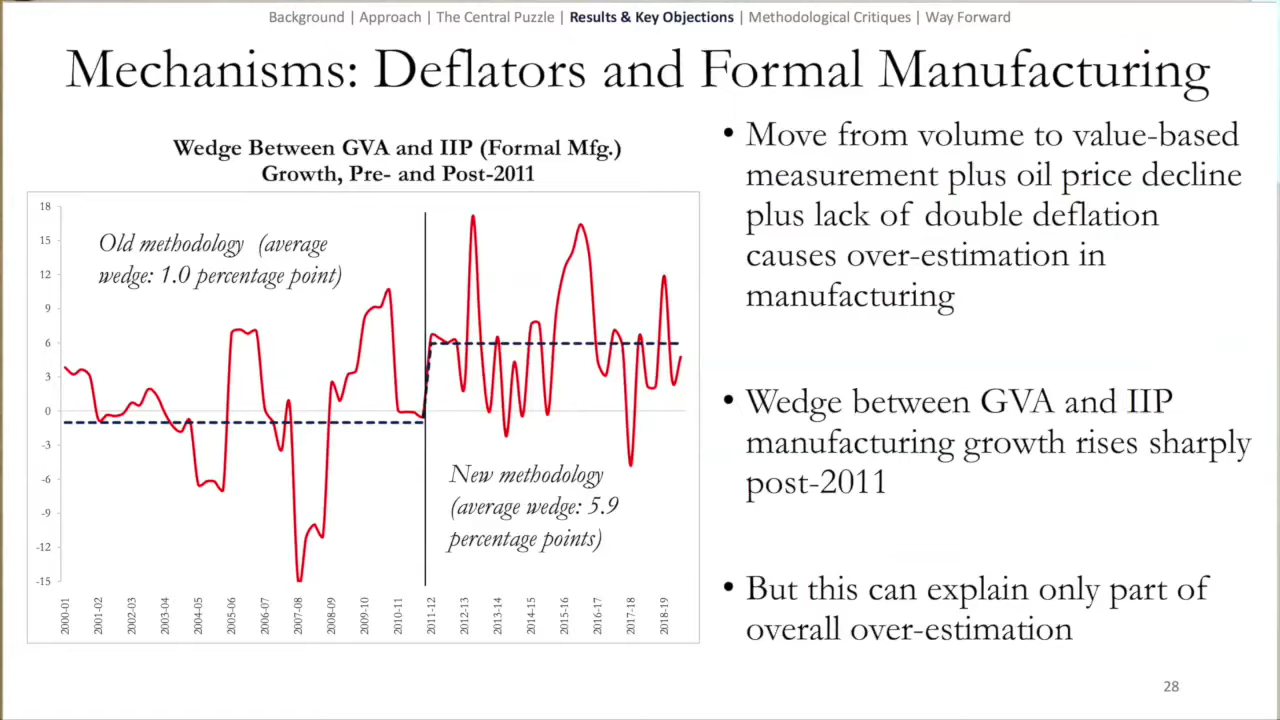 Background | Approach | The Central Puzzle | Results & Key Objections | Methodological Critiques | Way Forward
Mechanisms: Deflators and Formal Manufacturing
Wedge Between GVA and IIP (Formal Mfg.)
Growth, Pre- and Post-2011
18
15
12
9
6
3
0
-3
-6
-9
-12
-15
Old methodology (average
wedge: 1.0 percentage point)
New methodology
(average wedge: 5.9
percentage points)
2000-01
2001-02
2002-03
2003-04
2004-05
2005-06
2006-07
2007-08
2008-09
2009-10
2010-11
2011-12
2012-13
2013-14
2014-15
2015-16
2016-17
2017-18
2018-19
• Move from volume to value-based
measurement plus oil price decline
plus lack of double deflation
causes over-estimation in
manufacturing
• Wedge between GVA and IIP
manufacturing growth rises sharply
post-2011
• But this can explain only part of
overall over-estimation
28